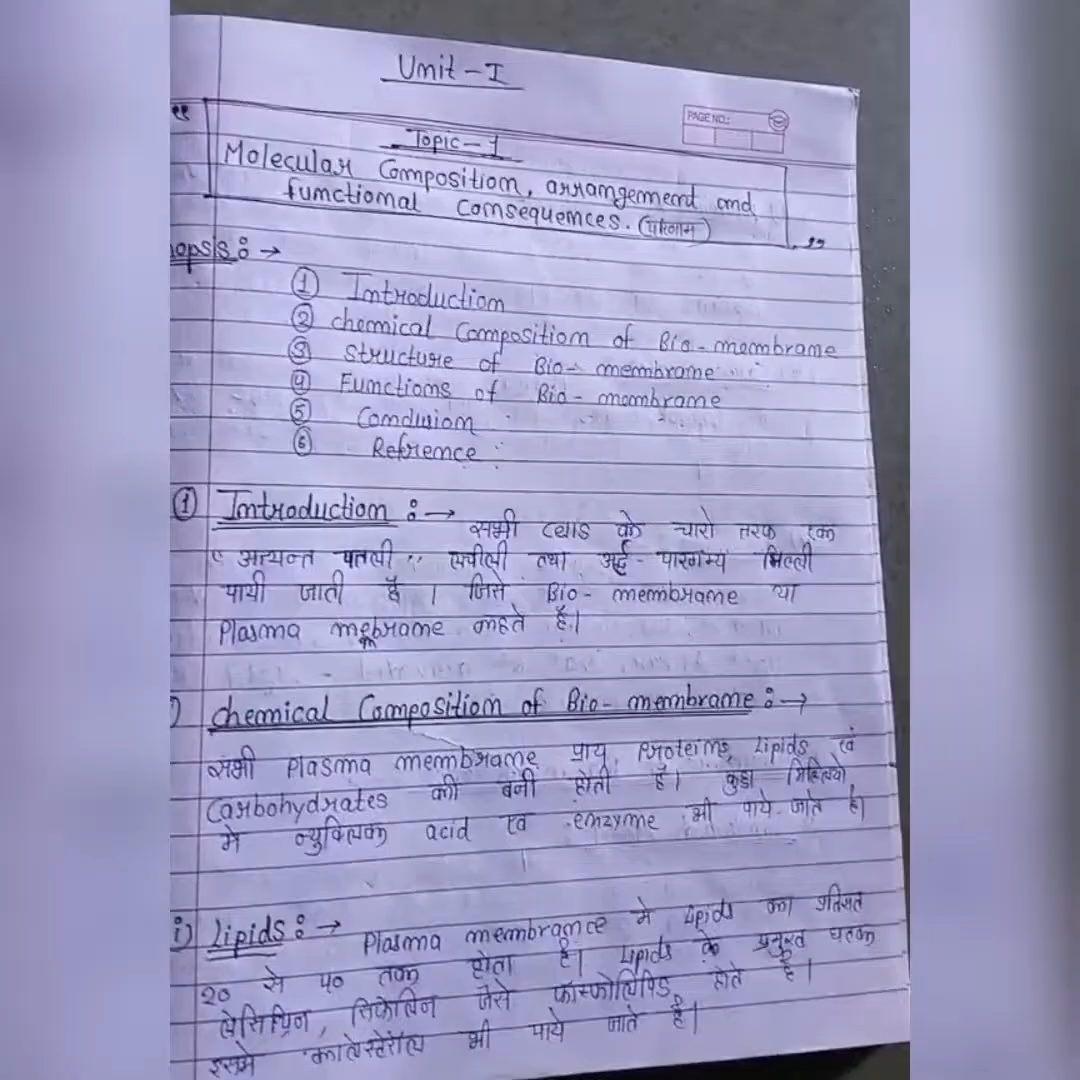 Unit - I
PAGE NO.:
"
Topic - 1
Molecular Composition, arrangement and
functional consequences. (परिणाम)
"
opsis :→
① Introduction
② chemical Composition of Bio-membrane
③ Structure of Bio-membrane
④ Functions of Bio-membrane
⑤ Conclusion
⑥ Refrence
① Introduction :→ सभी cells के चारो तरफ एक
अत्यन्त पतली, लचीली तथा अर्द्ध-पारगम्य झिल्ली
पायी जाती है। जिसे Bio-membrane या
Plasma membrane कहते हैं।
) chemical Composition of Bio-membrane :→
सभी Plasma membrane प्राय Proteins, Lipids एवं
Carbohydrates की बनी होती है। कुछ
मे acid एवं enzyme भी पाये जाते है।
i) Lipids :→ Plasma membrance मे Lipids का प्रतिशत
20 से 40 तक होता है। Lipids के प्रमुख घटक
लेसिथिन, सिफेलिन जैसे फॉस्फोलिपिड होते है।
इसमे कोलेस्टेरॉल भी पाये जाते है।